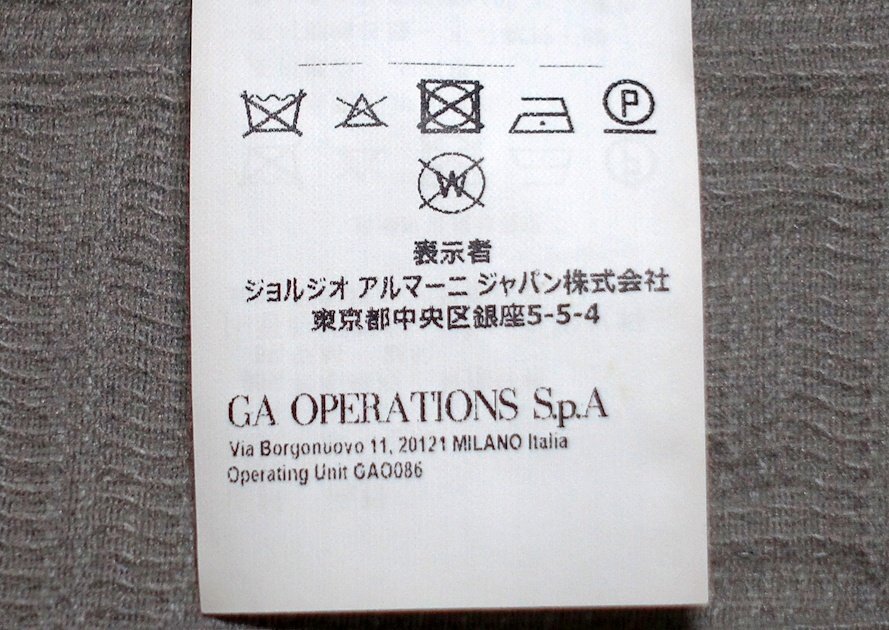 P
W
表示者
ジョルジオ アルマーニ ジャパン株式会社
東京都中央区銀座5-5-4
GA OPERATIONS S.p.A
Via Borgonuovo 11, 20121 MILANO Italia
Operating Unit GAO086